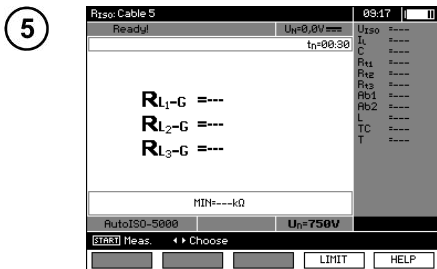 5
RISO: Cable 5 09:17
Ready! UN=0,0V
tn=00:30
RL1-G =---
RL2-G =---
RL3-G =---
MIN=---kΩ
AutoISO-5000 Un=750V
UISO =---
IL =---
C =---
Rt1 =---
Rt2 =---
Rt3 =---
Ab1 =---
Ab2 =---
L =---
TC =---
T =---
START Meas. ◂ ▸ Choose
LIMIT HELP